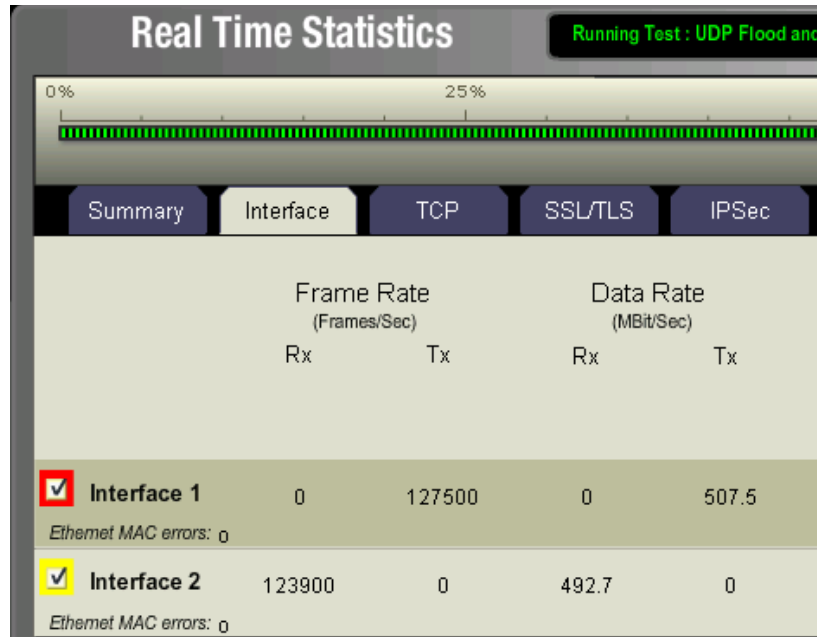 Real Time Statistics
Running Test : UDP Flood and
0% 25%
Summary Interface TCP SSL/TLS IPSec
Frame Rate Data Rate
(Frames/Sec) (MBit/Sec)
Rx Tx Rx Tx
Interface 1 0 127500 0 507.5
Ethernet MAC errors: 0
Interface 2 123900 0 492.7 0
Ethernet MAC errors: 0